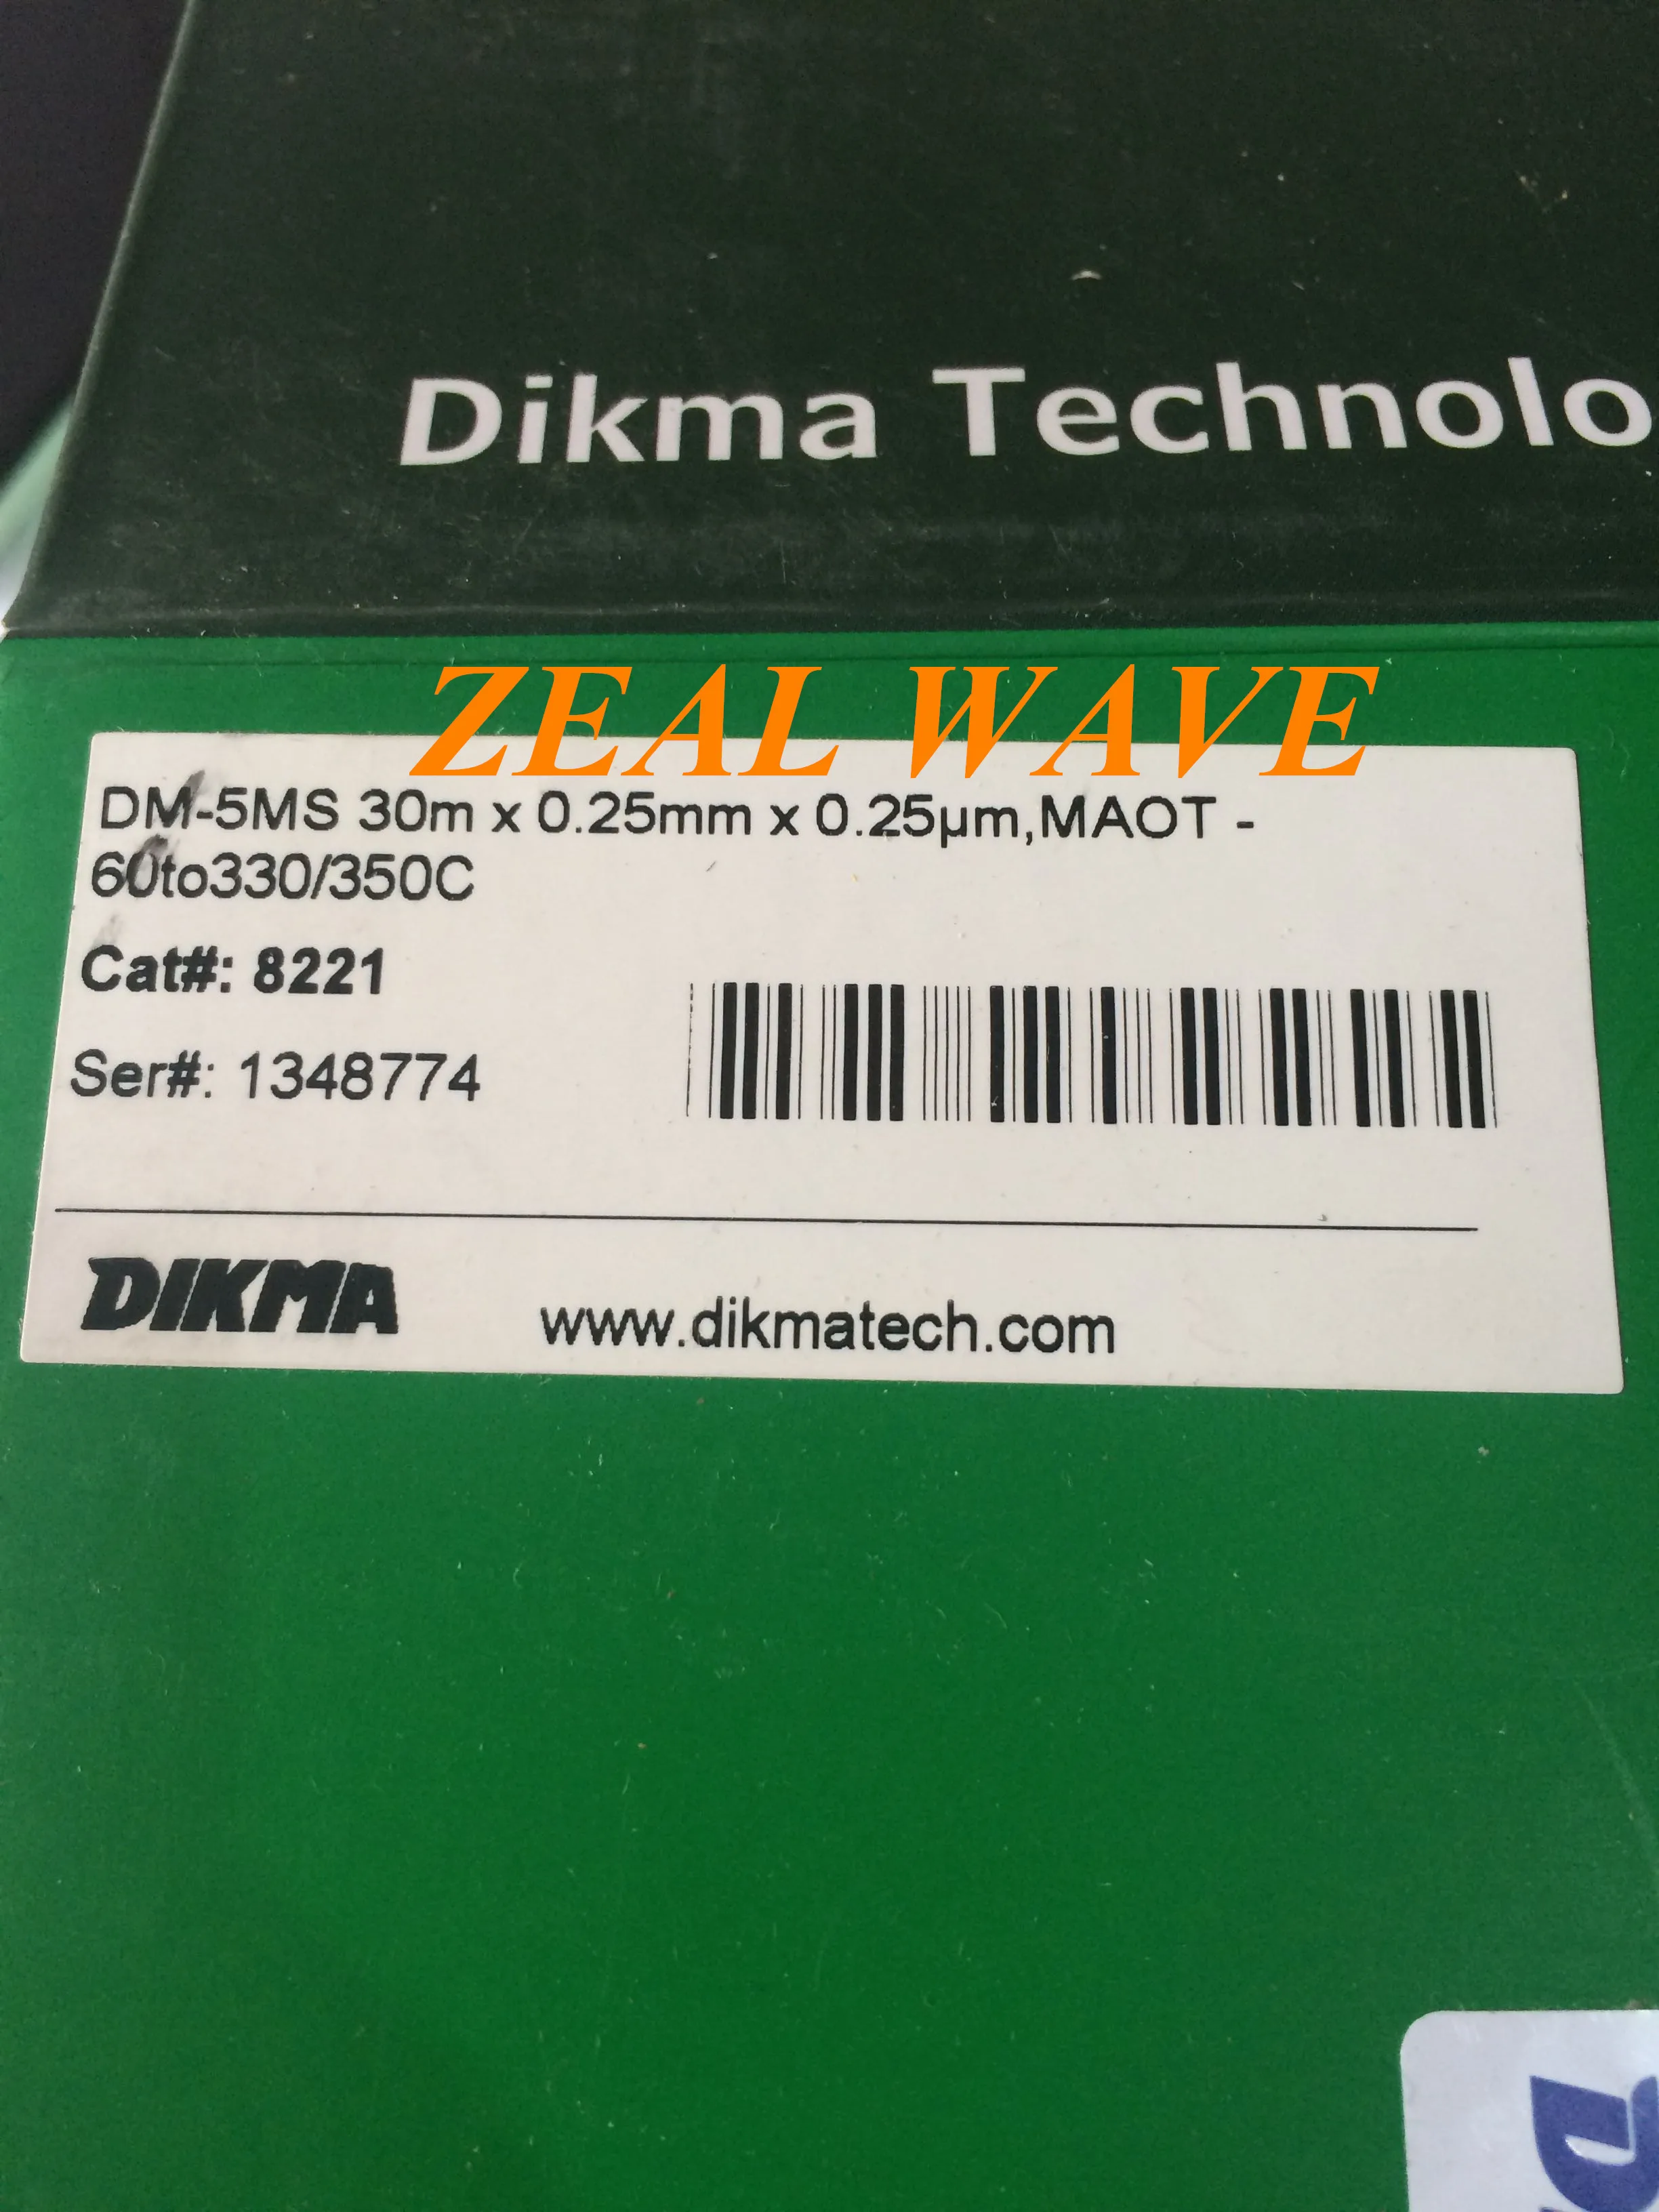 Dikma Technolo
ZEAL WAVE
DM-5MS 30m x 0.25mm x 0.25µm,MAOT -
60to330/350C
Cat#: 8221
Ser#: 1348774
DIKMA
www.dikmatech.com